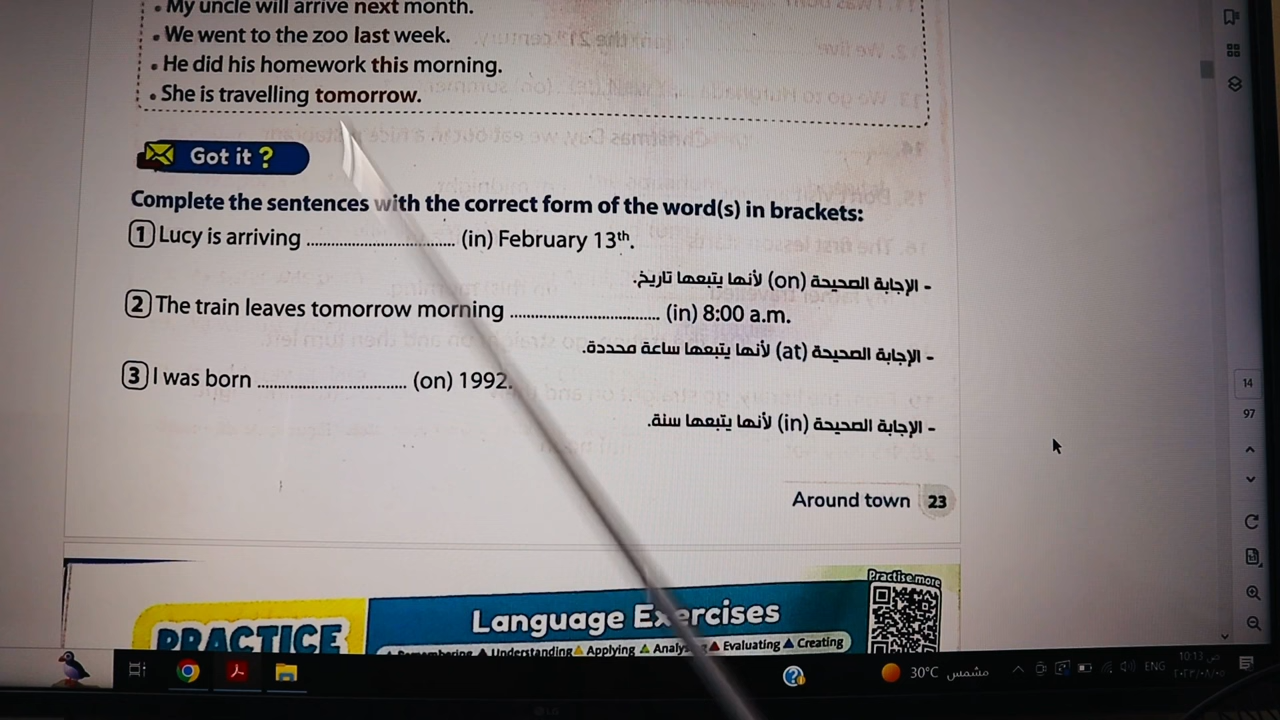 • My uncle will arrive next month.
• We went to the zoo last week.
• He did his homework this morning.
• She is travelling tomorrow.
Got it ?
Complete the sentences with the correct form of the word(s) in brackets:
1 Lucy is arriving .................................. (in) February 13th.
- الإجابة الصحيحة (on) لأنها يتبعها تاريخ.
2 The train leaves tomorrow morning .................................. (in) 8:00 a.m.
- الإجابة الصحيحة (at) لأنها يتبعها ساعة محددة.
3 I was born .................................. (on) 1992.
- الإجابة الصحيحة (in) لأنها يتبعها سنة.
Around town 23
Practise more
PRACTICE
Language Exercises
Understanding Applying Evaluating Creating
14
97
30°C مشمس
ENG
10:13 ص